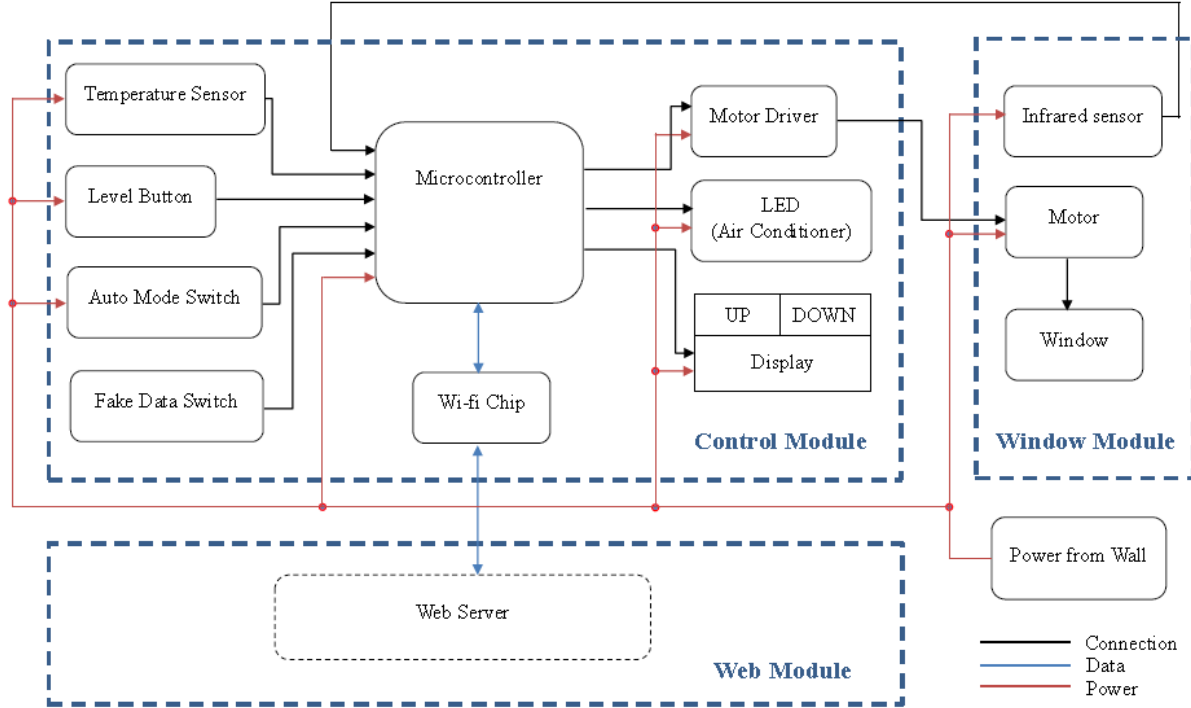 Temperature Sensor
Level Button
Auto Mode Switch
Fake Data Switch
Microcontroller
Wi-fi Chip
Motor Driver
LED
(Air Conditioner)
UP DOWN
Display
Control Module
Infrared sensor
Motor
Window
Window Module
Power from Wall
Web Server
Web Module
Connection
Data
Power